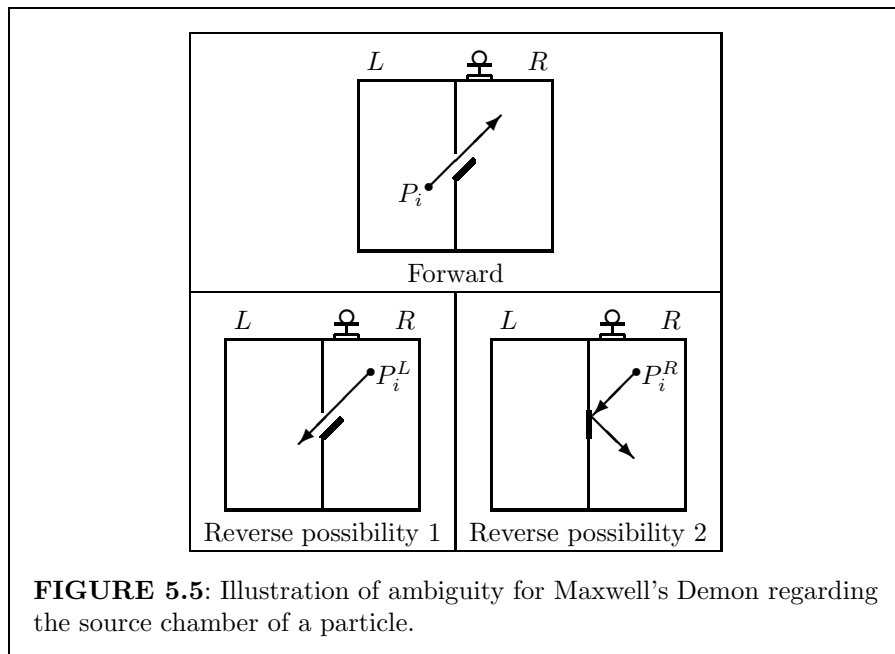 L R
P_i
Forward
L R
P_i^L
Reverse possibility 1
L R
P_i^R
Reverse possibility 2
FIGURE 5.5: Illustration of ambiguity for Maxwell's Demon regarding
the source chamber of a particle.